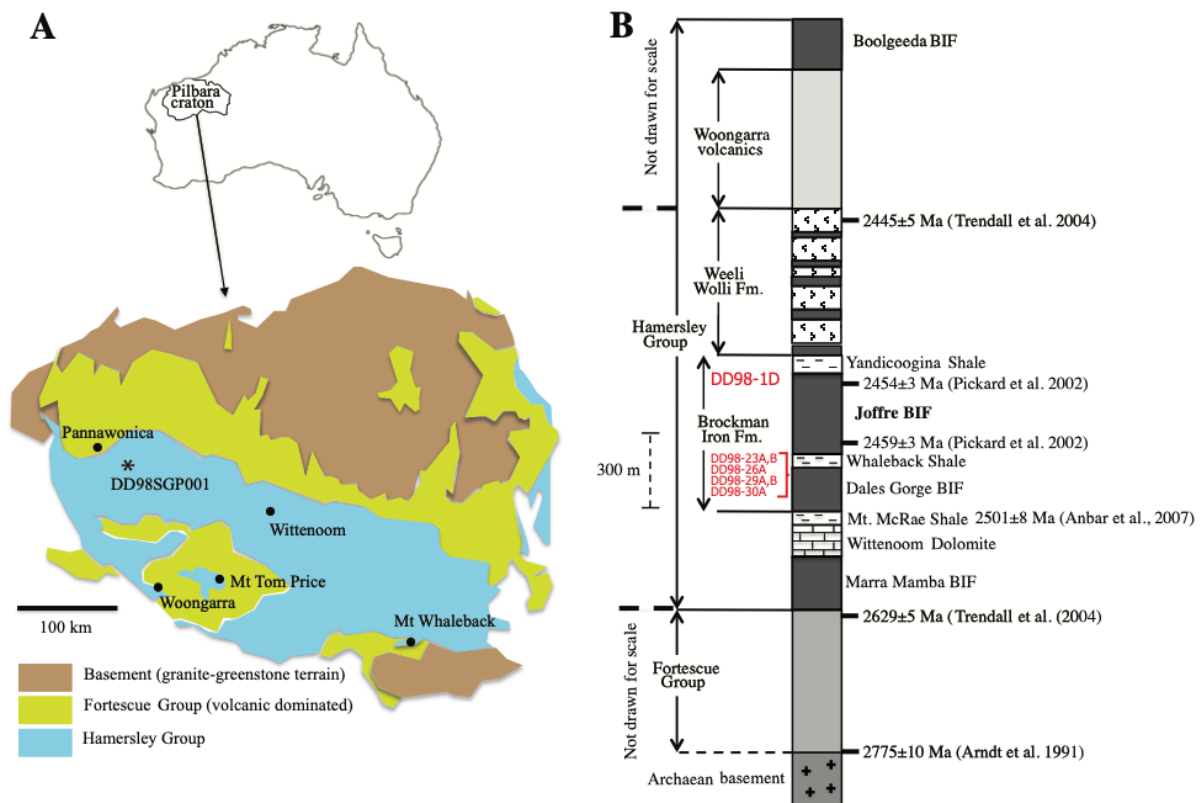 A
Pilbara
craton
Pannawonica
*
DD98SGP001
Wittenoom
Mt Tom Price
Woongarra
Mt Whaleback
100 km
Basement (granite-greenstone terrain)
Fortescue Group (volcanic dominated)
Hamersley Group
B
Not drawn for scale
Hamersley
Group
300 m
Not drawn for scale
Woongarra
volcanics
Weeli
Wolli Fm.
DD98-1D
Brockman
Iron Fm.
DD98-23A,B
DD98-26A
DD98-29A,B
DD98-30A
Fortescue
Group
Archaean basement
Boolgeeda BIF
2445±5 Ma (Trendall et al. 2004)
Yandicoogina Shale
2454±3 Ma (Pickard et al. 2002)
Joffre BIF
2459±3 Ma (Pickard et al. 2002)
Whaleback Shale
Dales Gorge BIF
Mt. McRae Shale 2501±8 Ma (Anbar et al., 2007)
Wittenoom Dolomite
Marra Mamba BIF
2629±5 Ma (Trendall et al. (2004)
2775±10 Ma (Arndt et al. 1991)